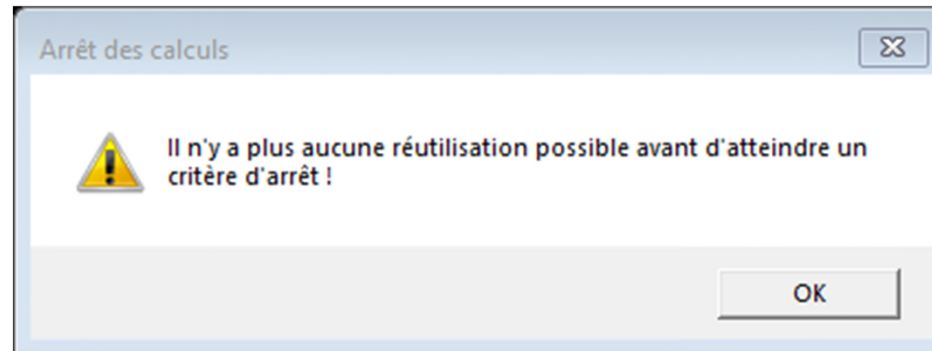 Arrêt des calculs
Il n'y a plus aucune réutilisation possible avant d'atteindre un
critère d'arrêt !
OK